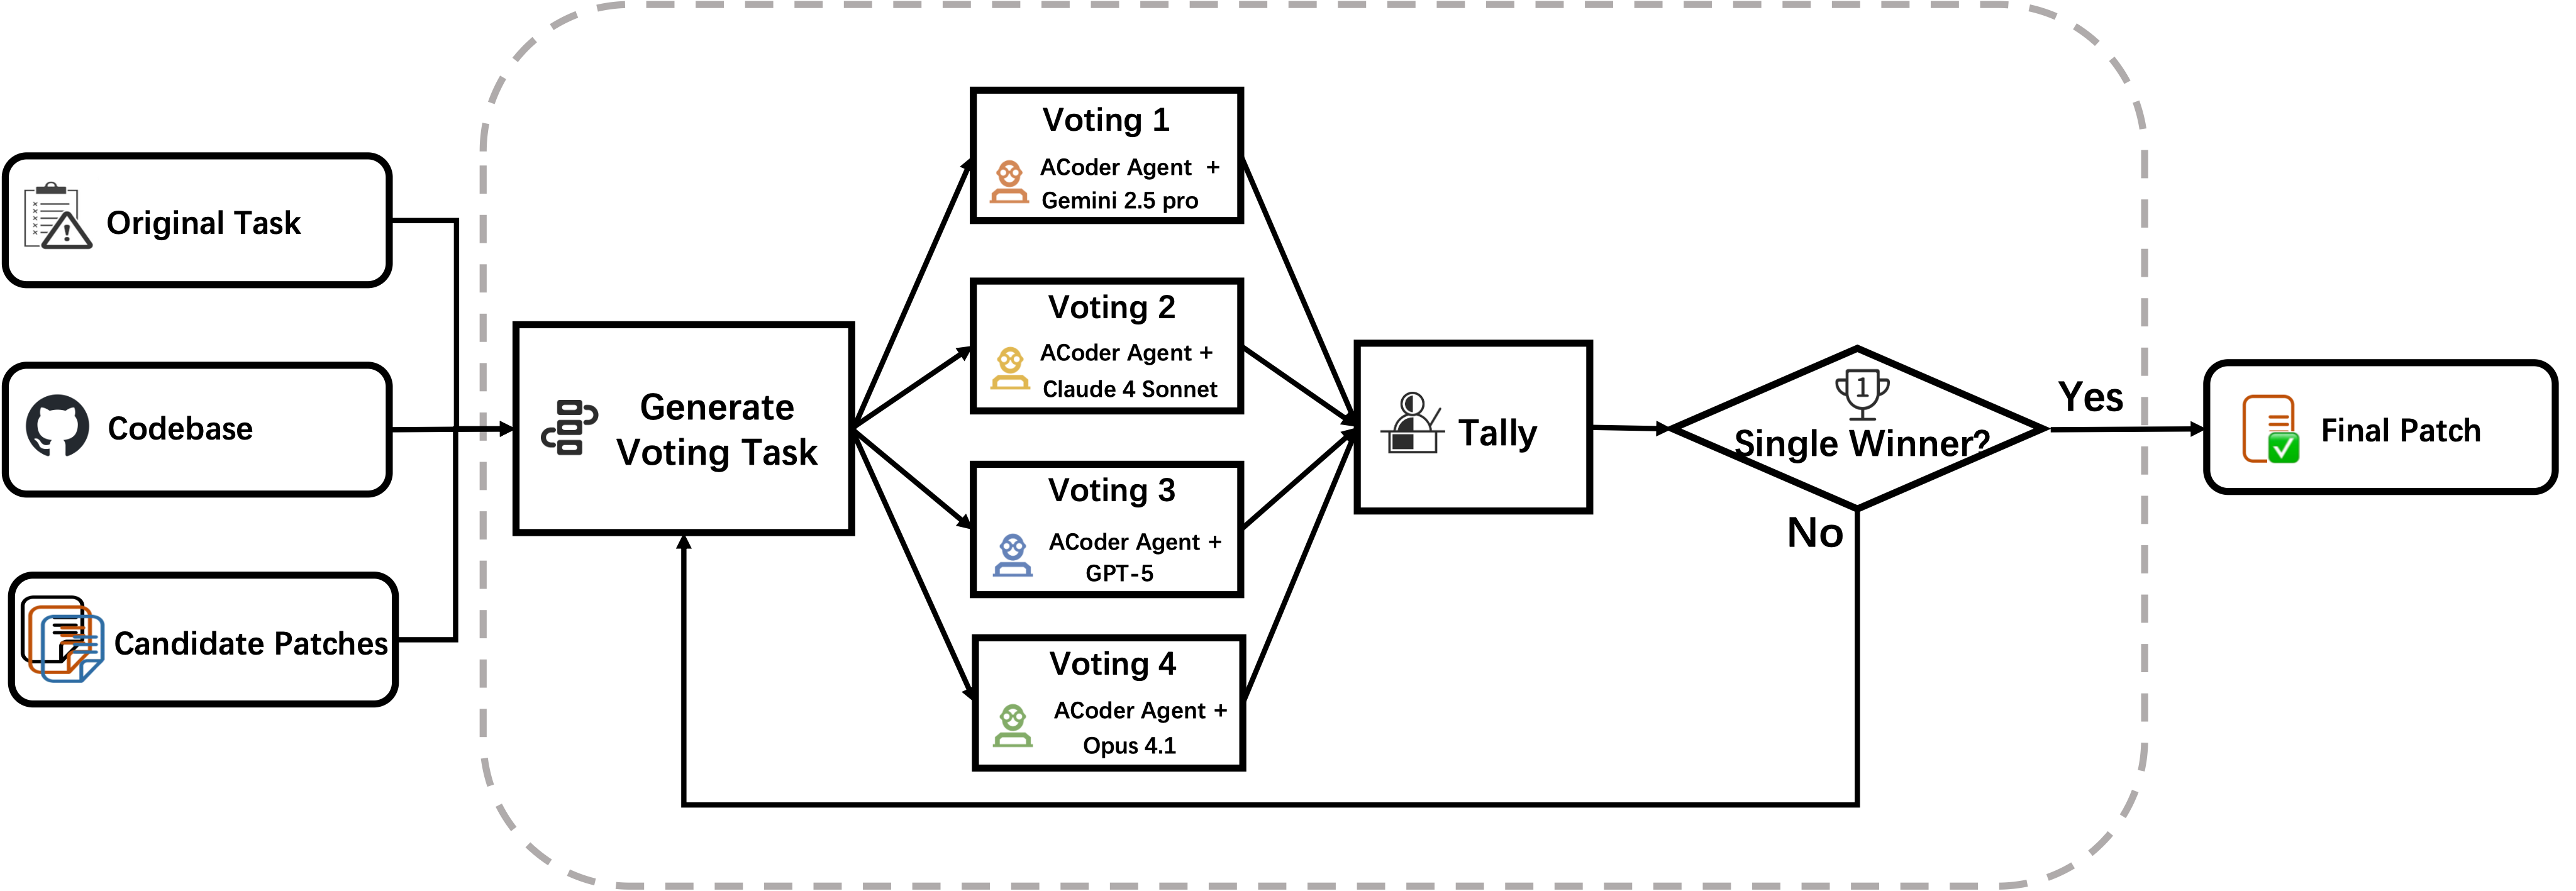 Original Task
Codebase
Candidate Patches
Generate
Voting Task
Voting 1
ACoder Agent +
Gemini 2.5 pro
Voting 2
ACoder Agent +
Claude 4 Sonnet
Voting 3
ACoder Agent +
GPT-5
Voting 4
ACoder Agent +
Opus 4.1
Tally
1
Single Winner?
Yes
No
Final Patch